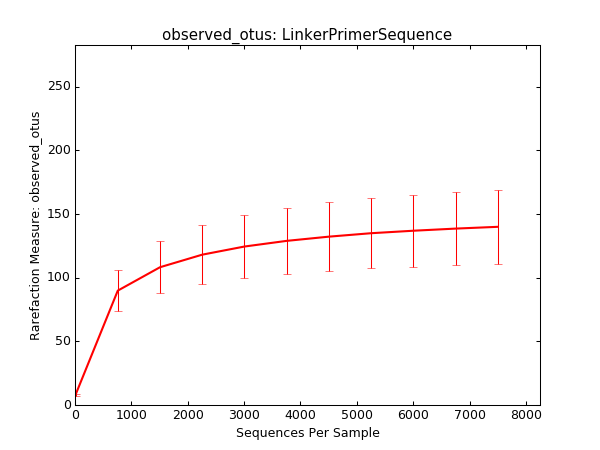 observed_otus: LinkerPrimerSequence
Rarefaction Measure: observed_otus
250
200
150
100
50
0
0 1000 2000 3000 4000 5000 6000 7000 8000
Sequences Per Sample